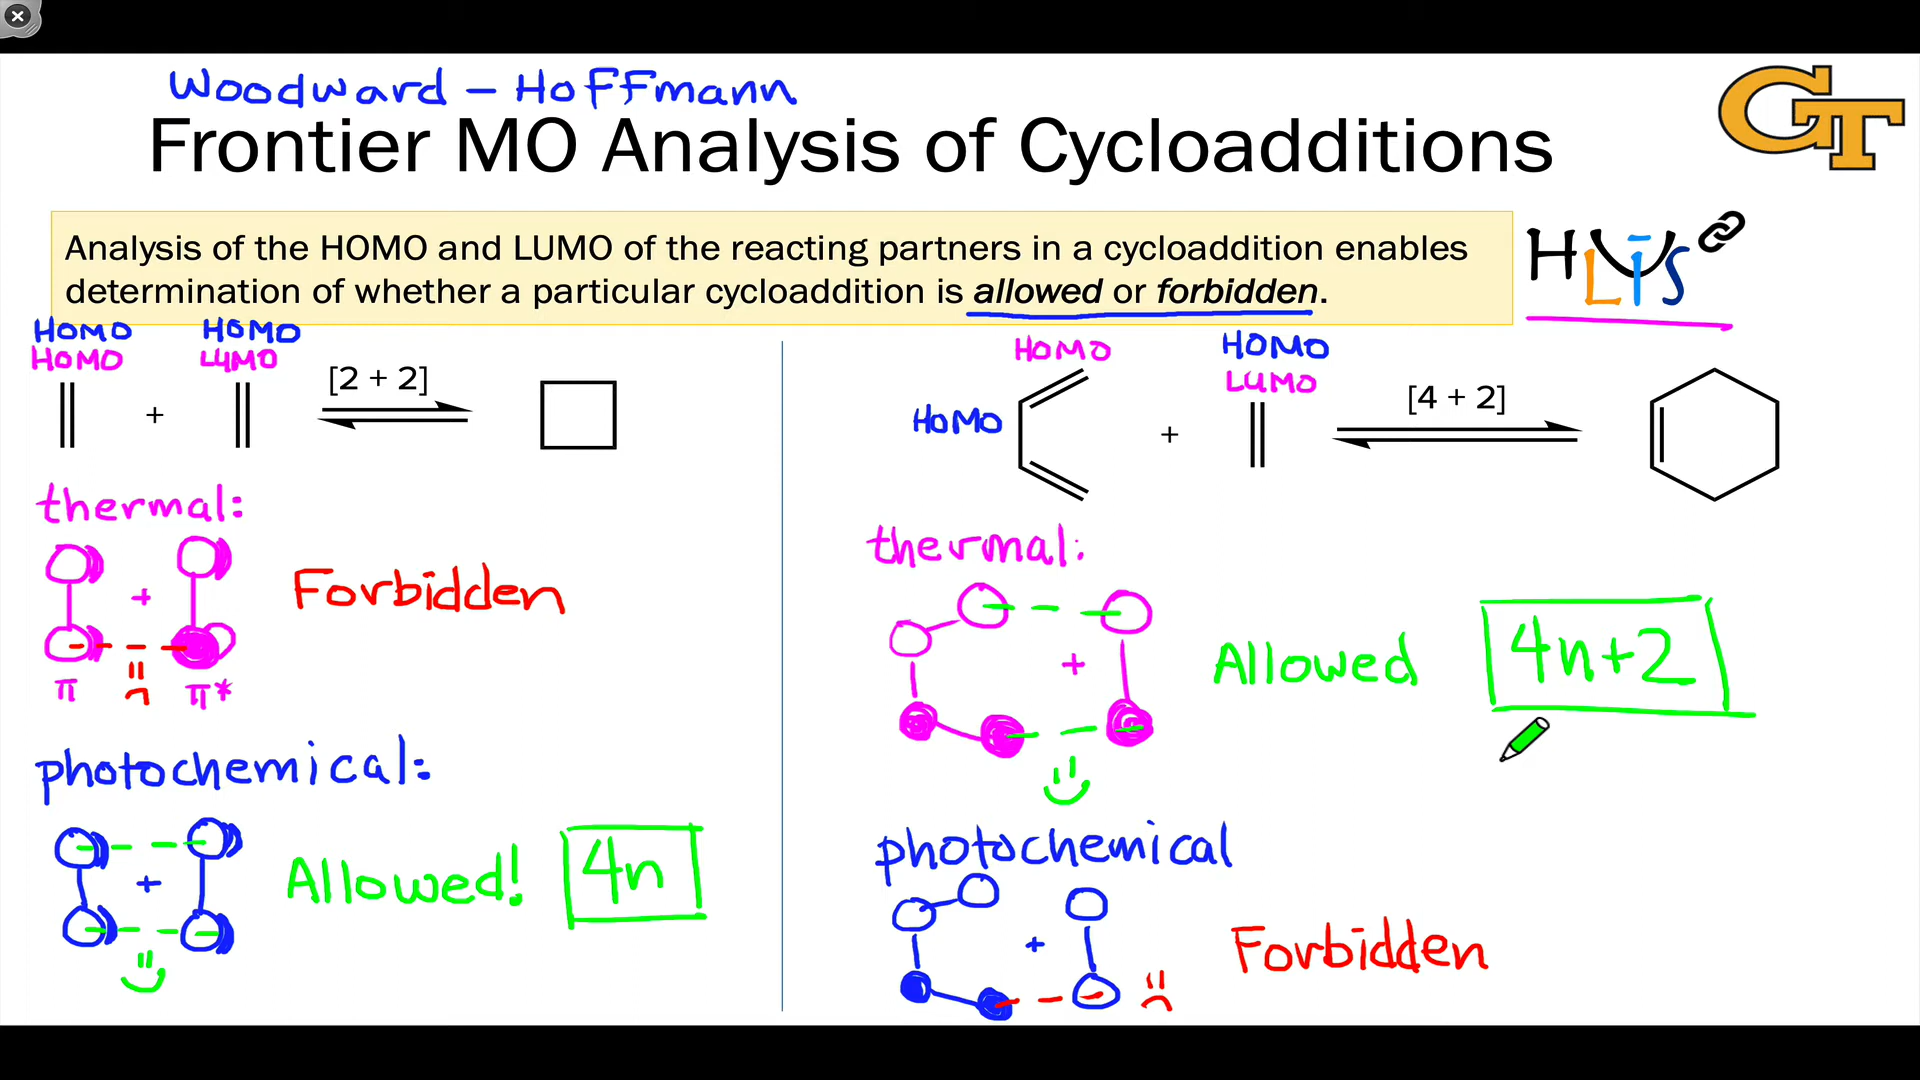 Woodward - Hoffmann
Frontier MO Analysis of Cycloadditions
GT
Analysis of the HOMO and LUMO of the reacting partners in a cycloaddition enables
determination of whether a particular cycloaddition is allowed or forbidden.
HOMO HOMO
HOMO LUMO
+
[2 + 2]
thermal:
+
Forbidden
π π*
photochemical:
+
Allowed! 4n
HOMO HOMO
LUMO
HOMO
+
[4 + 2]
thermal:
+
Allowed 4n+2
photochemical
+
Forbidden